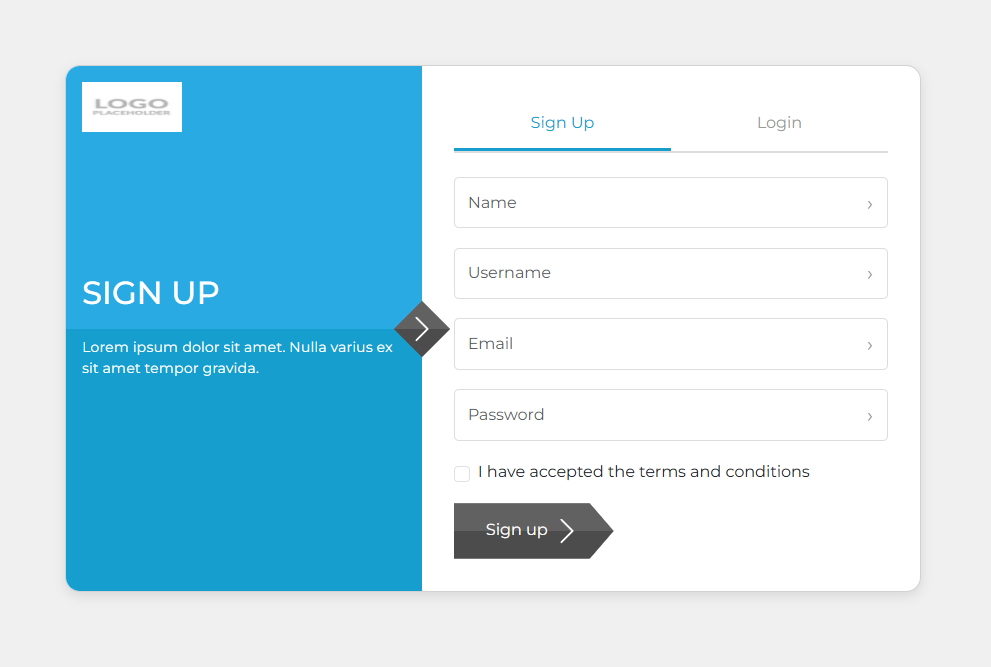 LOGO
PLACEHOLDER
SIGN UP
Lorem ipsum dolor sit amet. Nulla varius ex
sit amet tempor gravida.
Sign Up
Login
Name
Username
Email
Password
I have accepted the terms and conditions
Sign up